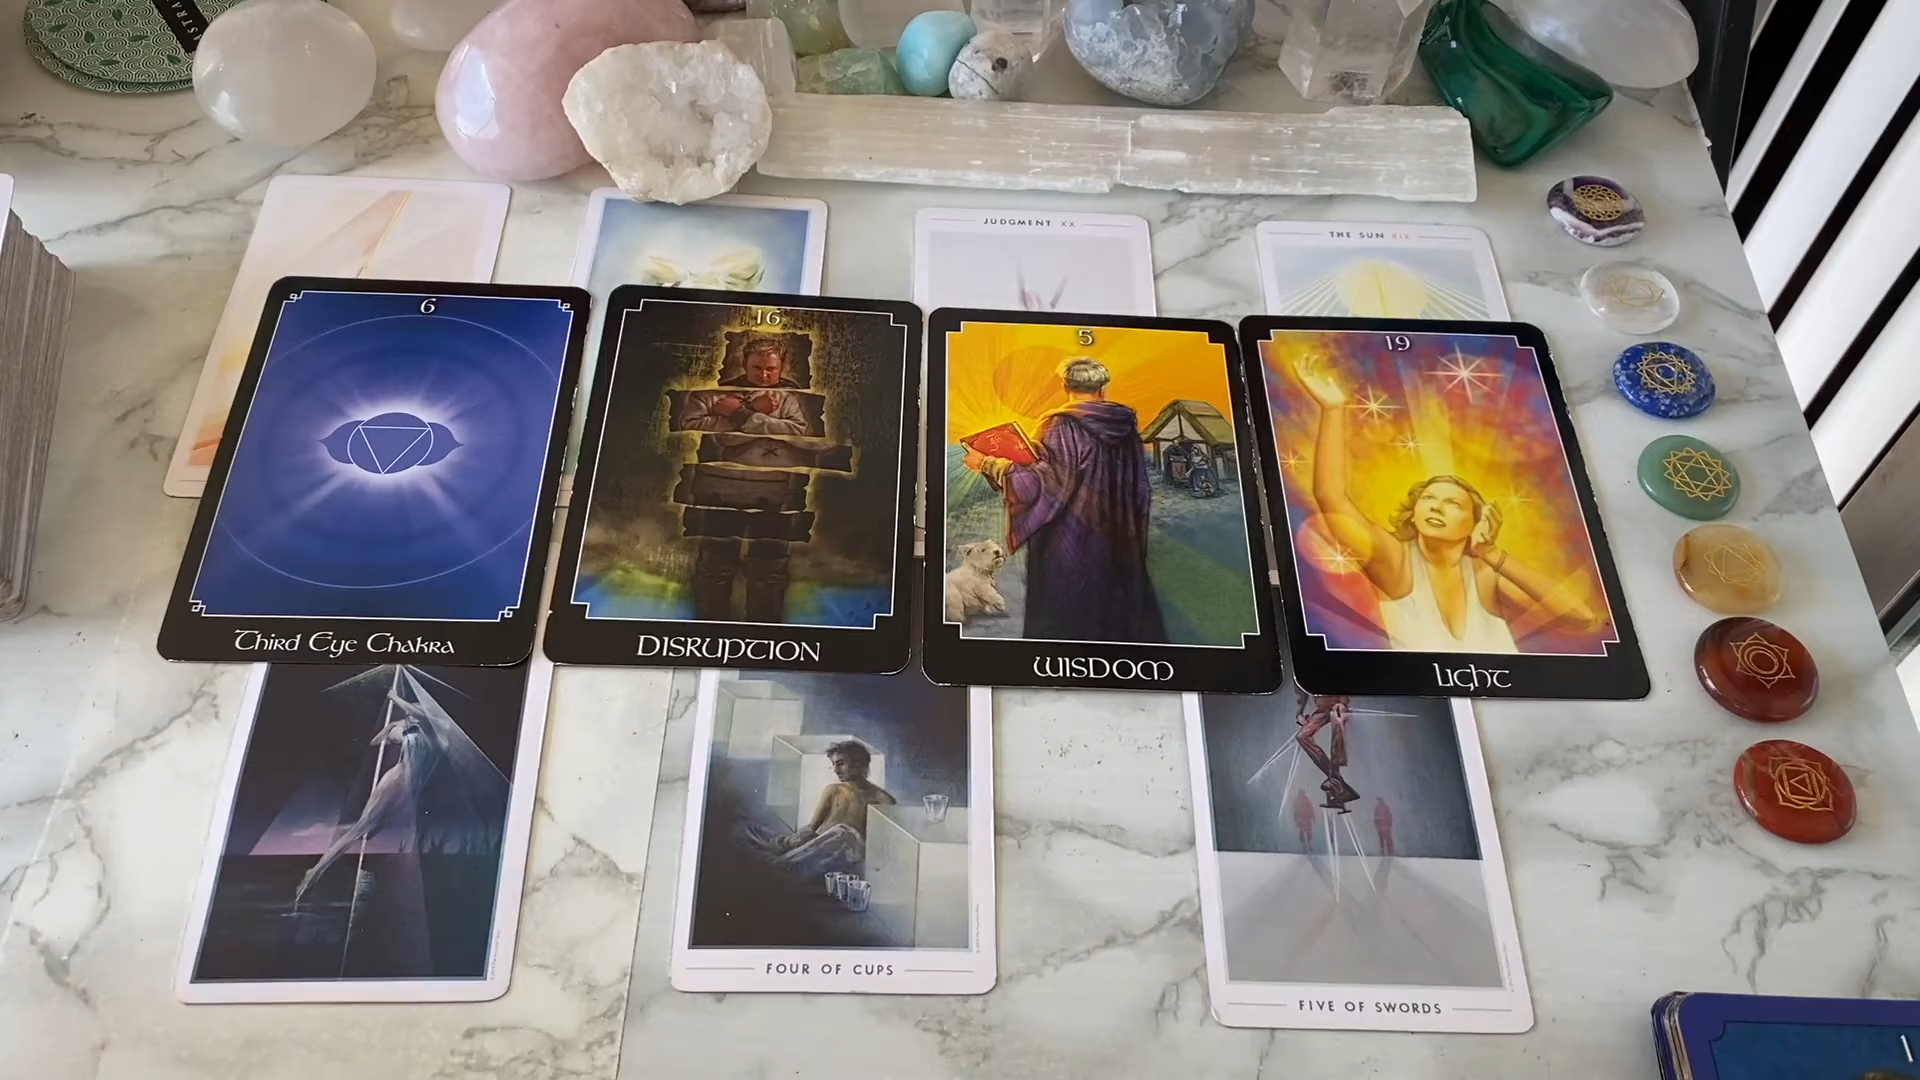 JUDGMENT XX
THE SUN XIX
6
16
5
19
Third Eye Chakra
DISRUPTION
WISDOM
LIGHT
FOUR OF CUPS
FIVE OF SWORDS
1